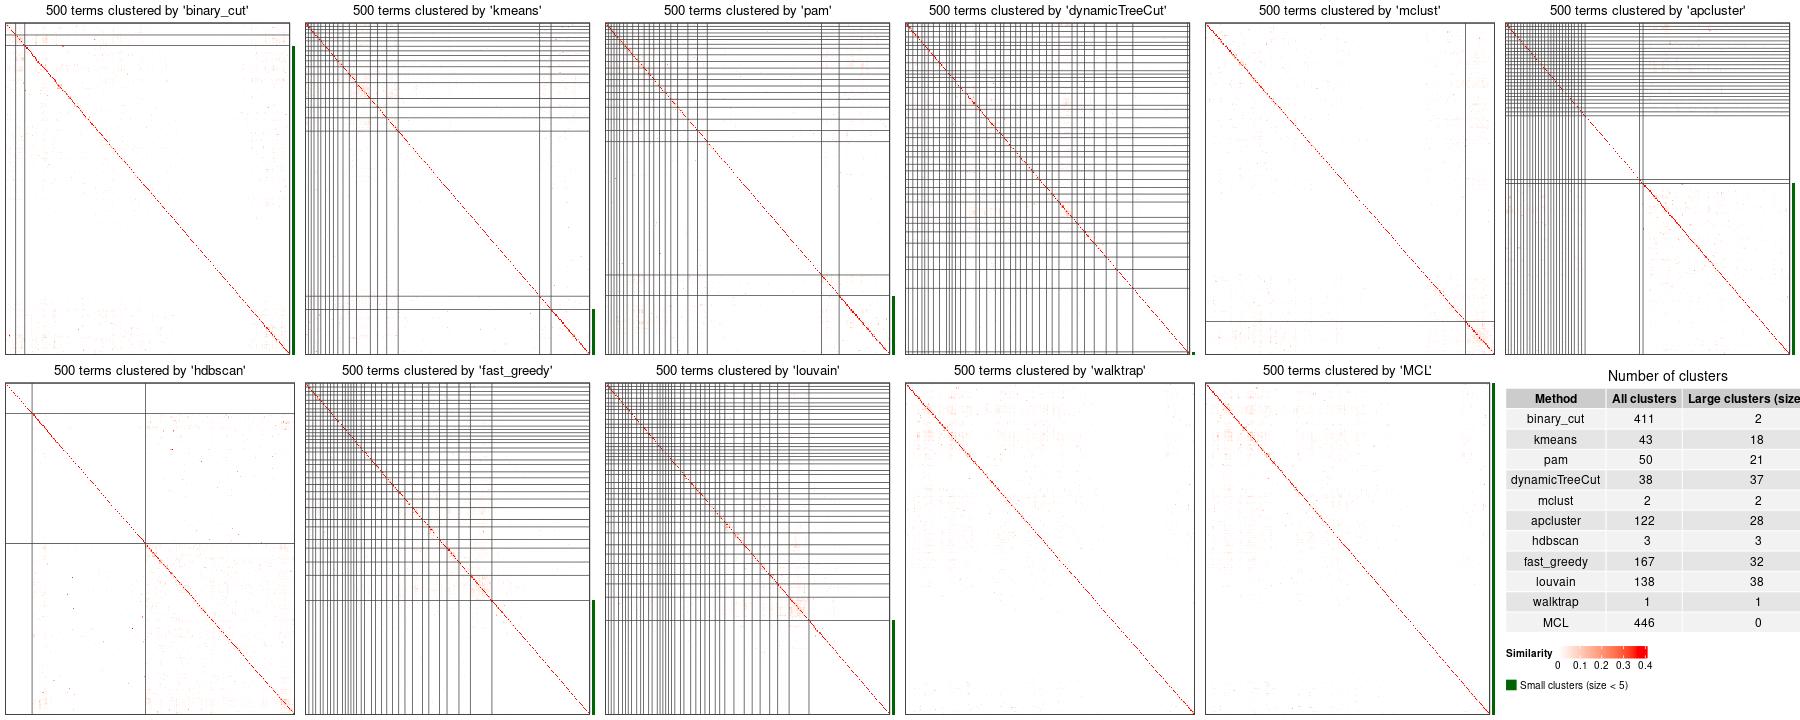 500 terms clustered by 'binary_cut'
500 terms clustered by 'kmeans'
500 terms clustered by 'pam'
500 terms clustered by 'dynamicTreeCut'
500 terms clustered by 'mclust'
500 terms clustered by 'apcluster'
500 terms clustered by 'hdbscan'
500 terms clustered by 'fast_greedy'
500 terms clustered by 'louvain'
500 terms clustered by 'walktrap'
500 terms clustered by 'MCL'
Number of clusters
Method All clusters Large clusters (size
binary_cut 411 2
kmeans 43 18
pam 50 21
dynamicTreeCut 38 37
mclust 2 2
apcluster 122 28
hdbscan 3 3
fast_greedy 167 32
louvain 138 38
walktrap 1 1
MCL 446 0
Similarity
0 0.1 0.2 0.3 0.4
Small clusters (size < 5)